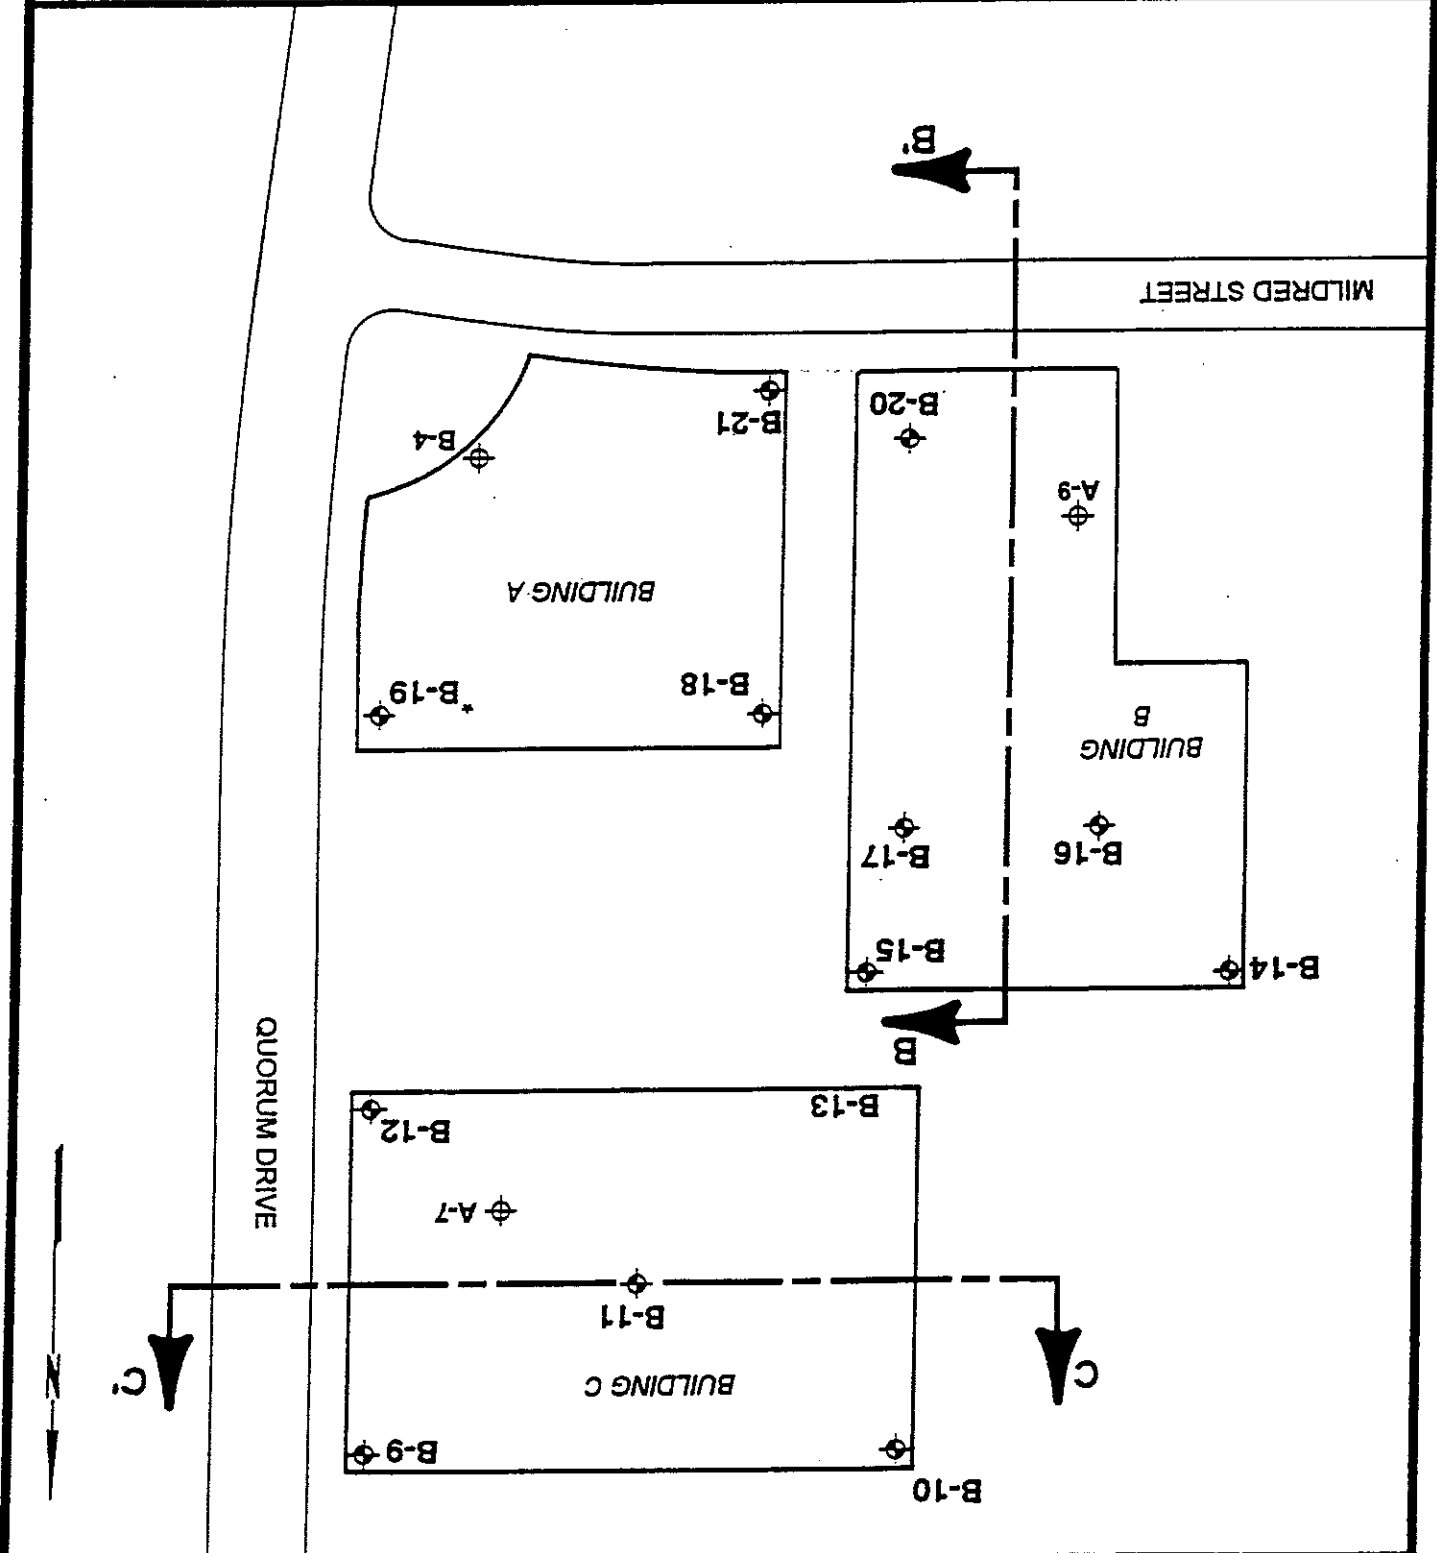 B-10
B-9
BUILDING C
C
C'
N
B-11
A-7
B-12
QUORUM DRIVE
B-13
B
B-14
B-15
B-16
B-17
BUILDING
B
B-18
*B-19
BUILDING A
A-9
B-4
B-20
B-21
MILDRED STREET
B'